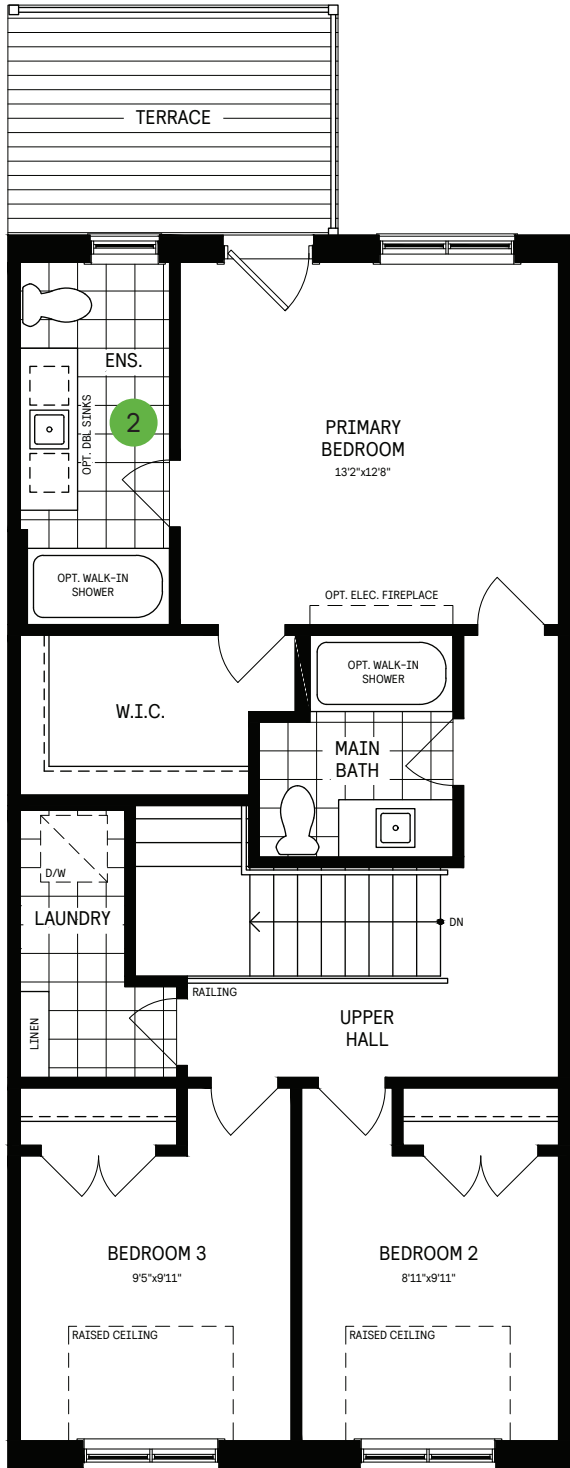 TERRACE
ENS.
2
OPT. DBL SINKS
PRIMARY
BEDROOM
13'2"x12'8"
OPT. WALK-IN
SHOWER
OPT. ELEC. FIREPLACE
OPT. WALK-IN
SHOWER
W.I.C.
MAIN
BATH
D/W
LAUNDRY
DN
RAILING
LINEN
UPPER
HALL
BEDROOM 3
9'5"x9'11"
BEDROOM 2
8'11"x9'11"
RAISED CEILING
RAISED CEILING